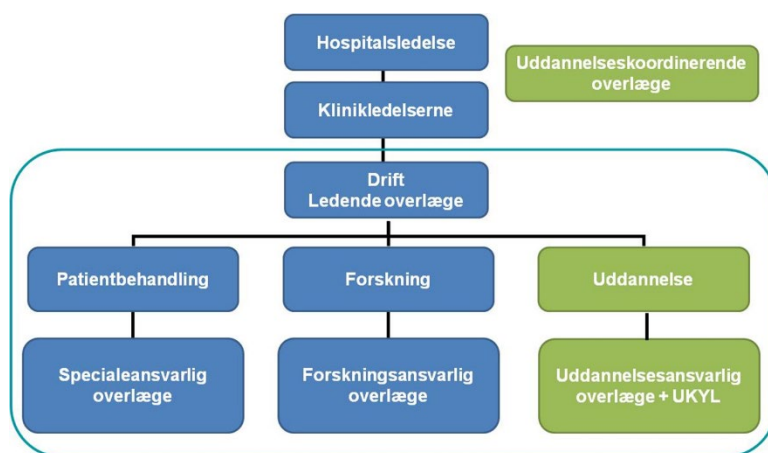 Hospitalsledelse
Uddannelseskoordinerende
overlæge
Klinikledelserne
Drift
Ledende overlæge
Patientbehandling
Forskning
Uddannelse
Specialeansvarlig
overlæge
Forskningsansvarlig
overlæge
Uddannelsesansvarlig
overlæge + UKYL